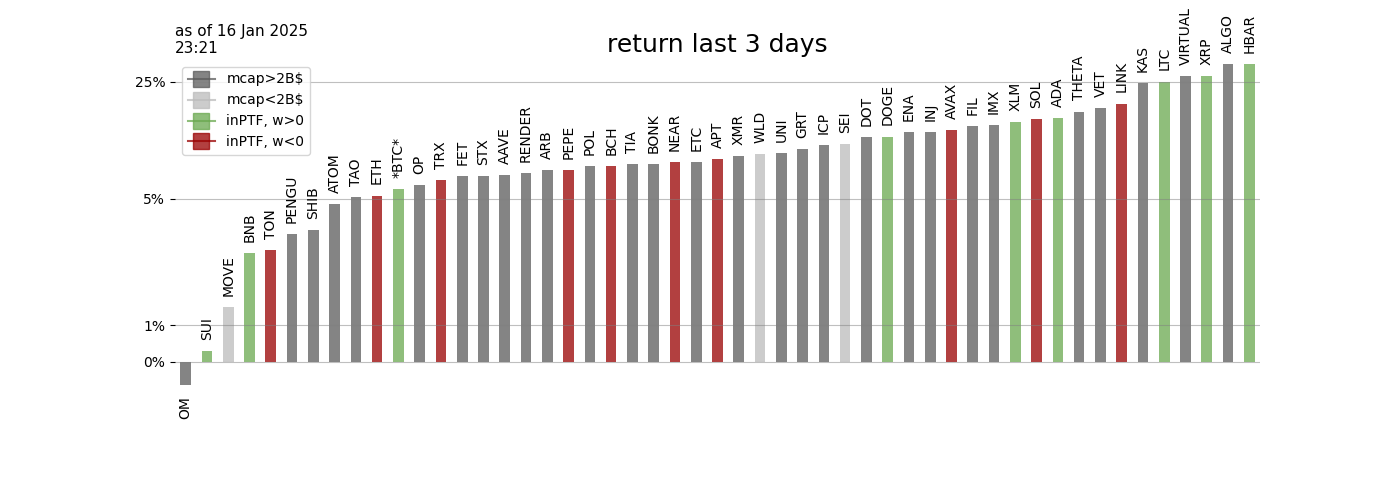 as of 16 Jan 2025
23:21
return last 3 days
mcap>2B$
mcap<2B$
inPTF, w>0
inPTF, w<0
25%
5%
1%
0%
OM
SUI
MOVE
BNB
TON
PENGU
SHIB
ATOM
TAO
ETH
*BTC*
OP
TRX
FET
STX
AAVE
RENDER
ARB
PEPE
POL
BCH
TIA
BONK
NEAR
ETC
APT
XMR
WLD
UNI
GRT
ICP
SEI
DOT
DOGE
ENA
INJ
AVAX
FIL
IMX
XLM
SOL
ADA
THETA
VET
LINK
KAS
LTC
VIRTUAL
XRP
ALGO
HBAR